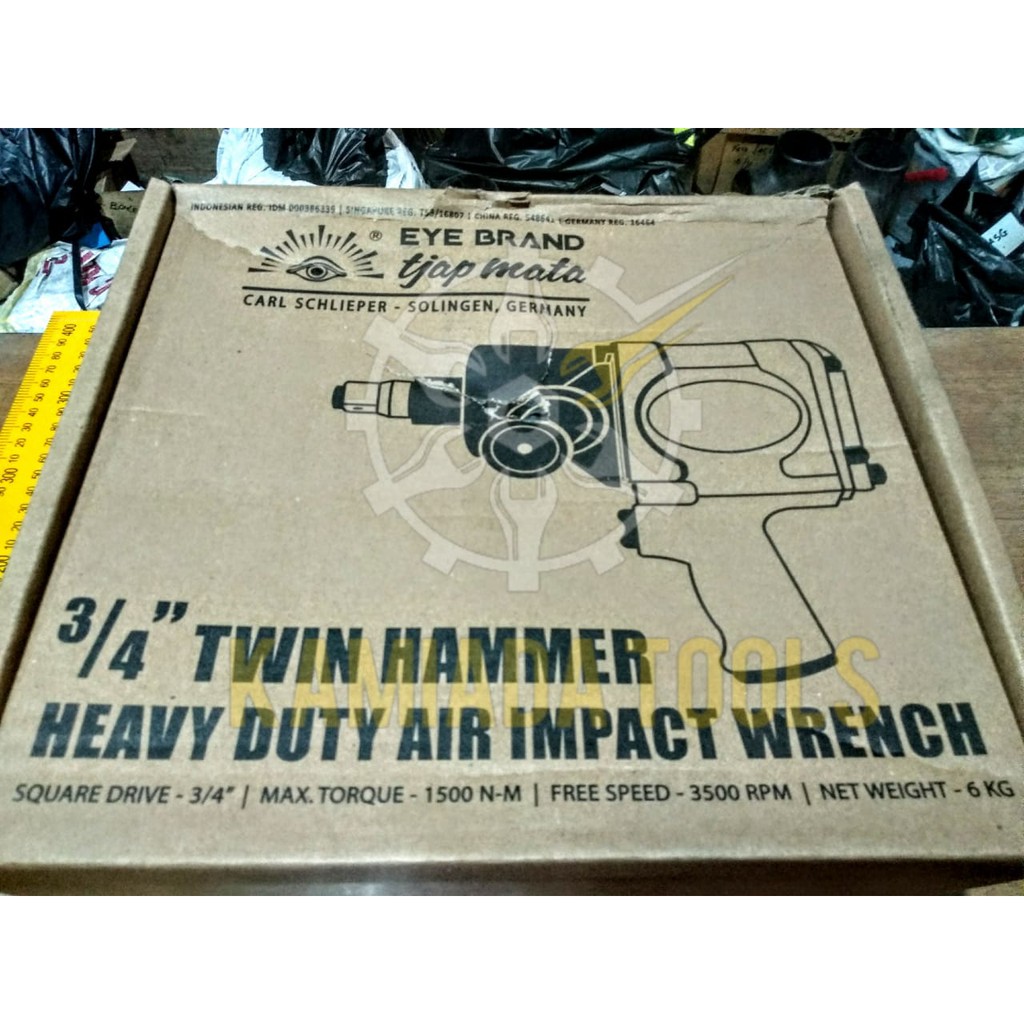 INDONESIAN REG. IDM 000386339 | SINGAPORE REG. T58/16807 | CHINA REG. 548641 | GERMANY REG. 16464
® EYE BRAND
tjap mata
CARL SCHLIEPER - SOLINGEN, GERMANY
3/4” TWIN HAMMER
KAMIADA TOOLS
HEAVY DUTY AIR IMPACT WRENCH
SQUARE DRIVE - 3/4” | MAX. TORQUE - 1500 N-M | FREE SPEED - 3500 RPM | NET WEIGHT - 6 KG